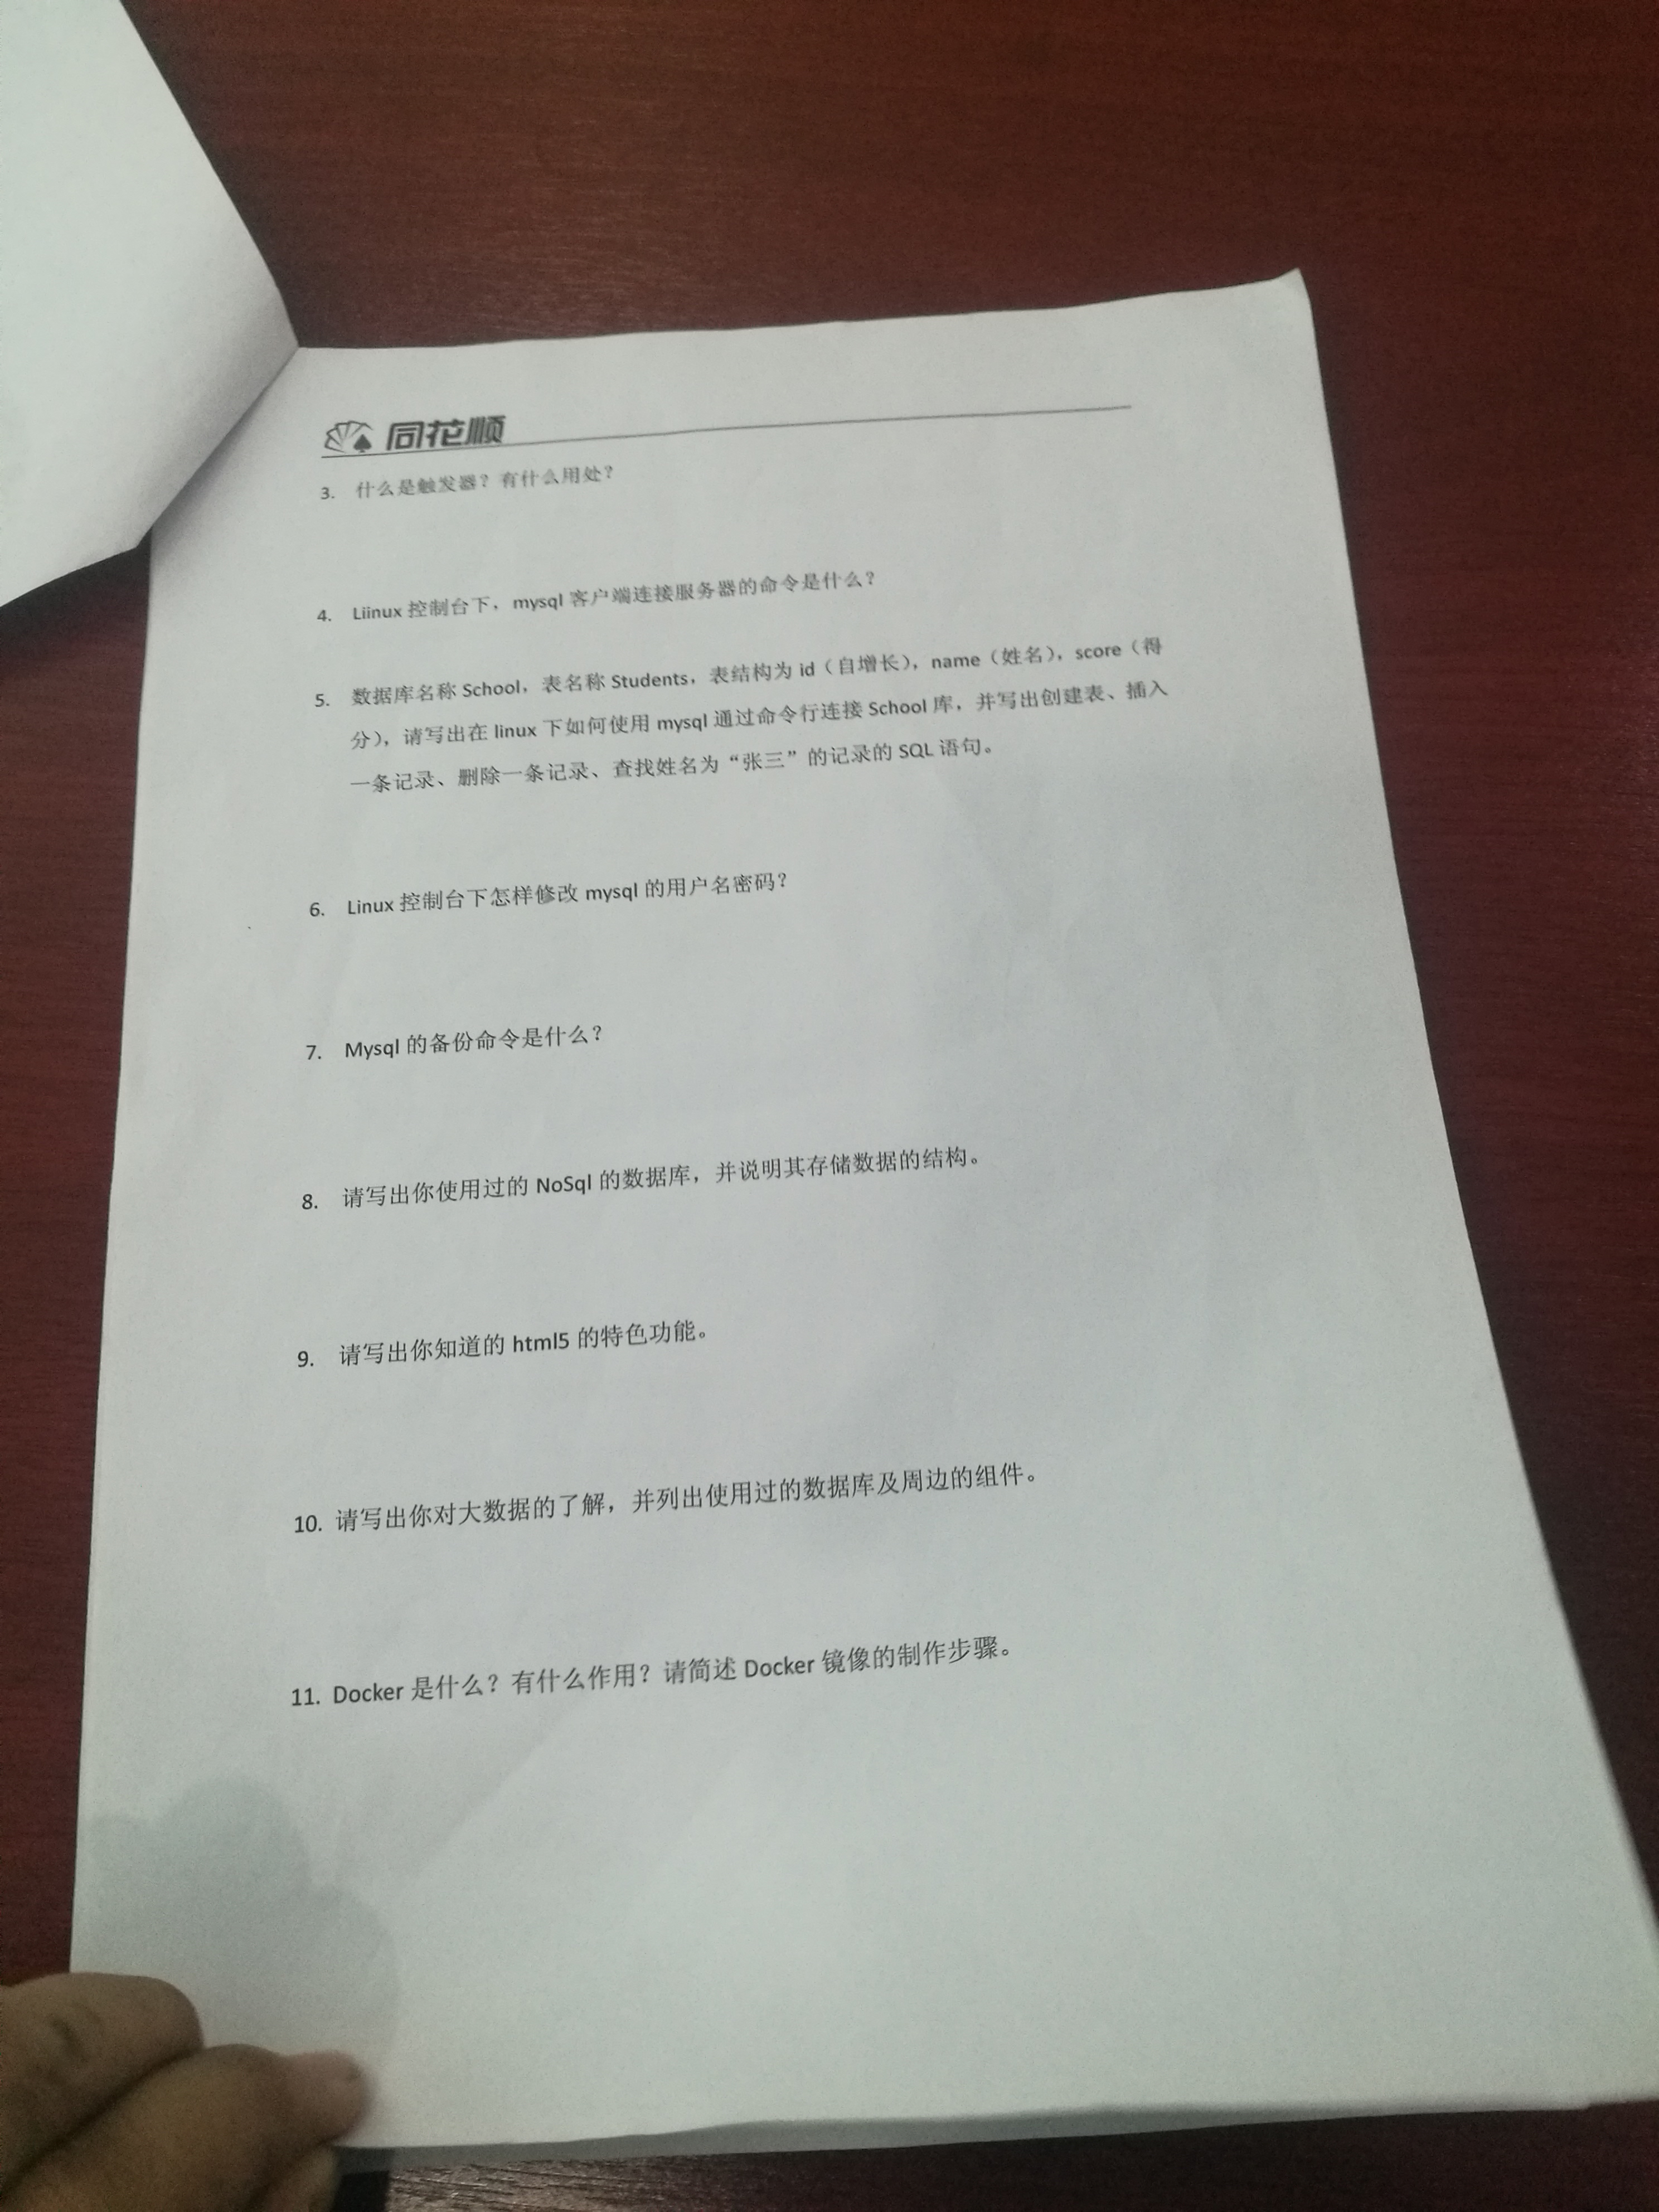 同花顺
3. 什么是触发器？有什么用处？
4. Liinux 控制台下，mysql 客户端连接服务器的命令是什么？
5. 数据库名称 School，表名称 Students，表结构为 id（自增长），name（姓名），score（得
分），请写出在 linux 下如何使用 mysql 通过命令行连接 School 库，并写出创建表、插入
一条记录、删除一条记录、查找姓名为“张三”的记录的 SQL 语句。
6. Linux 控制台下怎样修改 mysql 的用户名密码？
7. Mysql 的备份命令是什么？
8. 请写出你使用过的 NoSql 的数据库，并说明其存储数据的结构。
9. 请写出你知道的 html5 的特色功能。
10. 请写出你对大数据的了解，并列出使用过的数据库及周边的组件。
11. Docker 是什么？有什么作用？请简述 Docker 镜像的制作步骤。